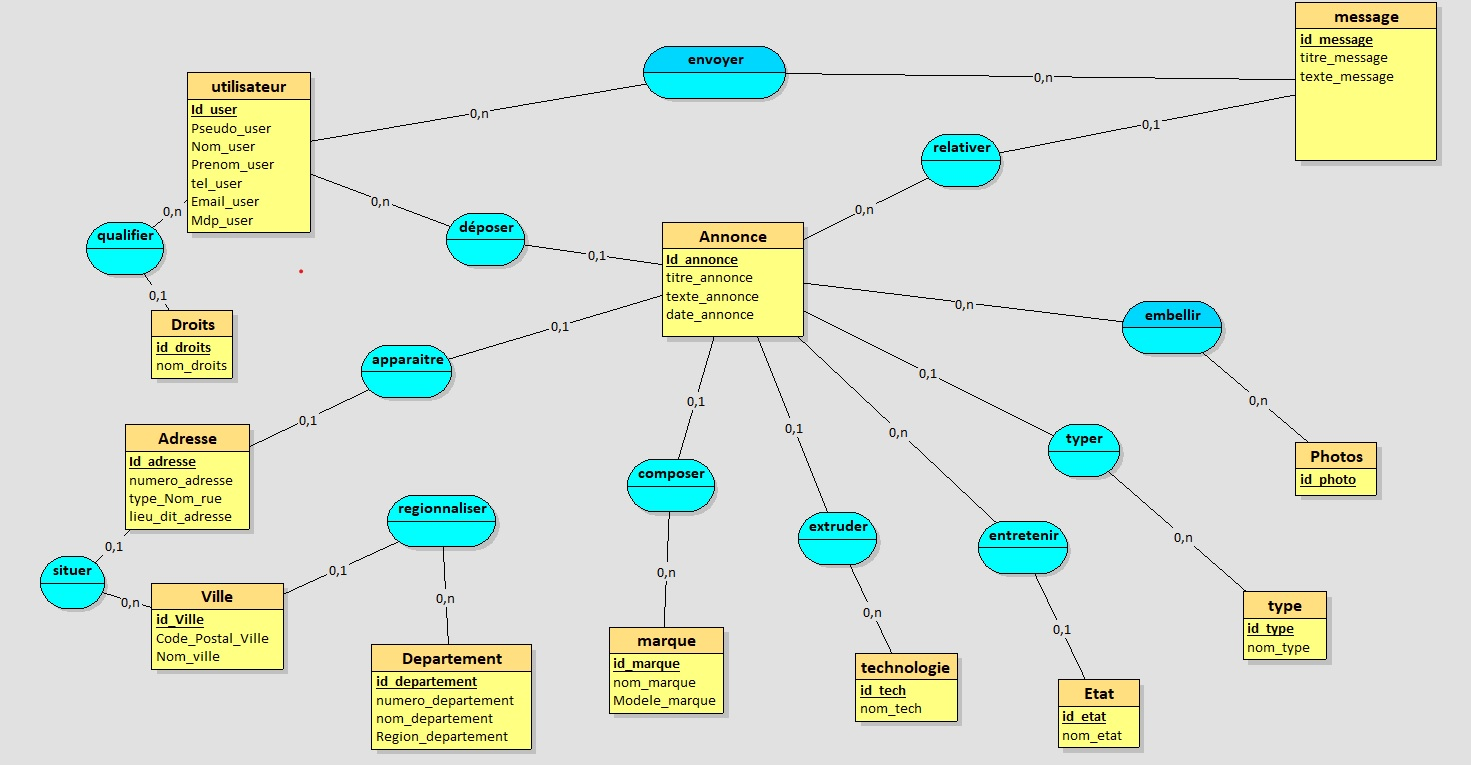 message
id_message
titre_message
texte_message
envoyer
0,n
0,n
utilisateur
Id_user
Pseudo_user
Nom_user
Prenom_user
tel_user
Email_user
Mdp_user
relativer
0,1
0,n
0,n
déposer
0,1
0,n
qualifier
0,1
Droits
id_droits
nom_droits
Annonce
Id_annonce
titre_annonce
texte_annonce
date_annonce
0,n
embellir
0,n
Photos
id_photo
0,1
apparaitre
0,1
Adresse
Id_adresse
numero_adresse
type_Nom_rue
lieu_dit_adresse
0,1
situer
0,n
Ville
id_Ville
Code_Postal_Ville
Nom_ville
regionnaliser
0,1
0,n
Departement
id_departement
numero_departement
nom_departement
Region_departement
0,1
composer
0,n
marque
id_marque
nom_marque
Modele_marque
0,1
extruder
0,n
technologie
id_tech
nom_tech
0,n
entretenir
0,1
Etat
id_etat
nom_etat
0,1
typer
0,n
type
id_type
nom_type